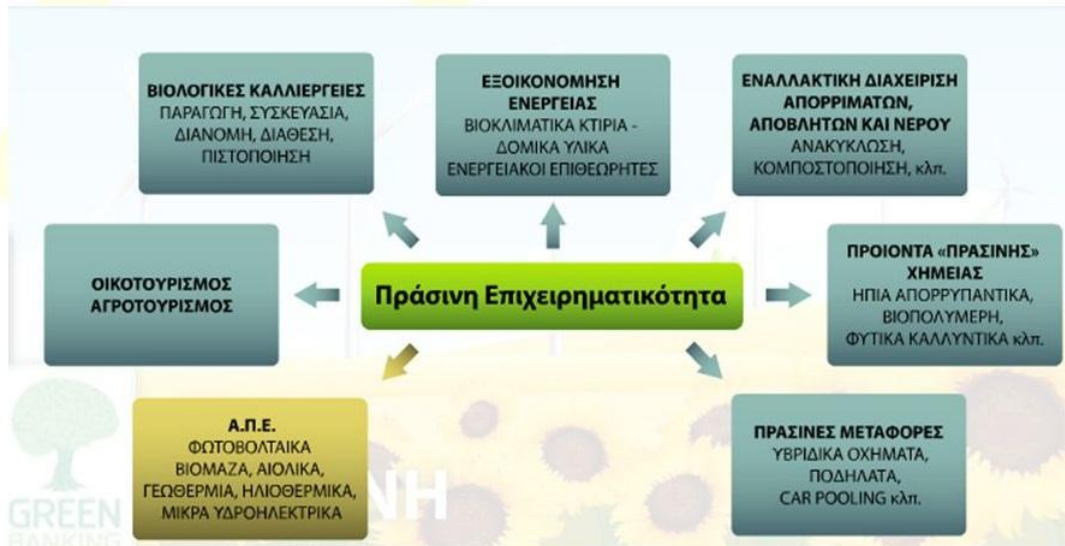 ΒΙΟΛΟΓΙΚΕΣ ΚΑΛΛΙΕΡΓΕΙΕΣ
ΠΑΡΑΓΩΓΗ, ΣΥΣΚΕΥΑΣΙΑ,
ΔΙΑΝΟΜΗ, ΔΙΑΘΕΣΗ,
ΠΙΣΤΟΠΟΙΗΣΗ
ΕΞΟΙΚΟΝΟΜΗΣΗ
ΕΝΕΡΓΕΙΑΣ
ΒΙΟΚΛΙΜΑΤΙΚΑ ΚΤΙΡΙΑ -
ΔΟΜΙΚΑ ΥΛΙΚΑ
ΕΝΕΡΓΕΙΑΚΟΙ ΕΠΙΘΕΩΡΗΤΕΣ
ΕΝΑΛΛΑΚΤΙΚΗ ΔΙΑΧΕΙΡΙΣΗ
ΑΠΟΡΡΙΜΑΤΩΝ,
ΑΠΟΒΛΗΤΩΝ ΚΑΙ ΝΕΡΟΥ
ΑΝΑΚΥΚΛΩΣΗ,
ΚΟΜΠΟΣΤΟΠΟΙΗΣΗ, κλπ.
ΟΙΚΟΤΟΥΡΙΣΜΟΣ
ΑΓΡΟΤΟΥΡΙΣΜΟΣ
Πράσινη Επιχειρηματικότητα
ΠΡΟΙΟΝΤΑ «ΠΡΑΣΙΝΗΣ»
ΧΗΜΕΙΑΣ
ΗΠΙΑ ΑΠΟΡΡΥΠΑΝΤΙΚΑ,
ΒΙΟΠΟΛΥΜΕΡΗ,
ΦΥΤΙΚΑ ΚΑΛΛΥΝΤΙΚΑ κλπ.
Α.Π.Ε.
ΦΩΤΟΒΟΛΤΑΙΚΑ
ΒΙΟΜΑΖΑ, ΑΙΟΛΙΚΑ,
ΓΕΩΘΕΡΜΙΑ, ΗΛΙΟΘΕΡΜΙΚΑ,
ΜΙΚΡΑ ΥΔΡΟΗΛΕΚΤΡΙΚΑ
ΠΡΑΣΙΝΕΣ ΜΕΤΑΦΟΡΕΣ
ΥΒΡΙΔΙΚΑ ΟΧΗΜΑΤΑ,
ΠΟΔΗΛΑΤΑ,
CAR POOLING κλπ.
GREEN
BANKING
ΝΗ